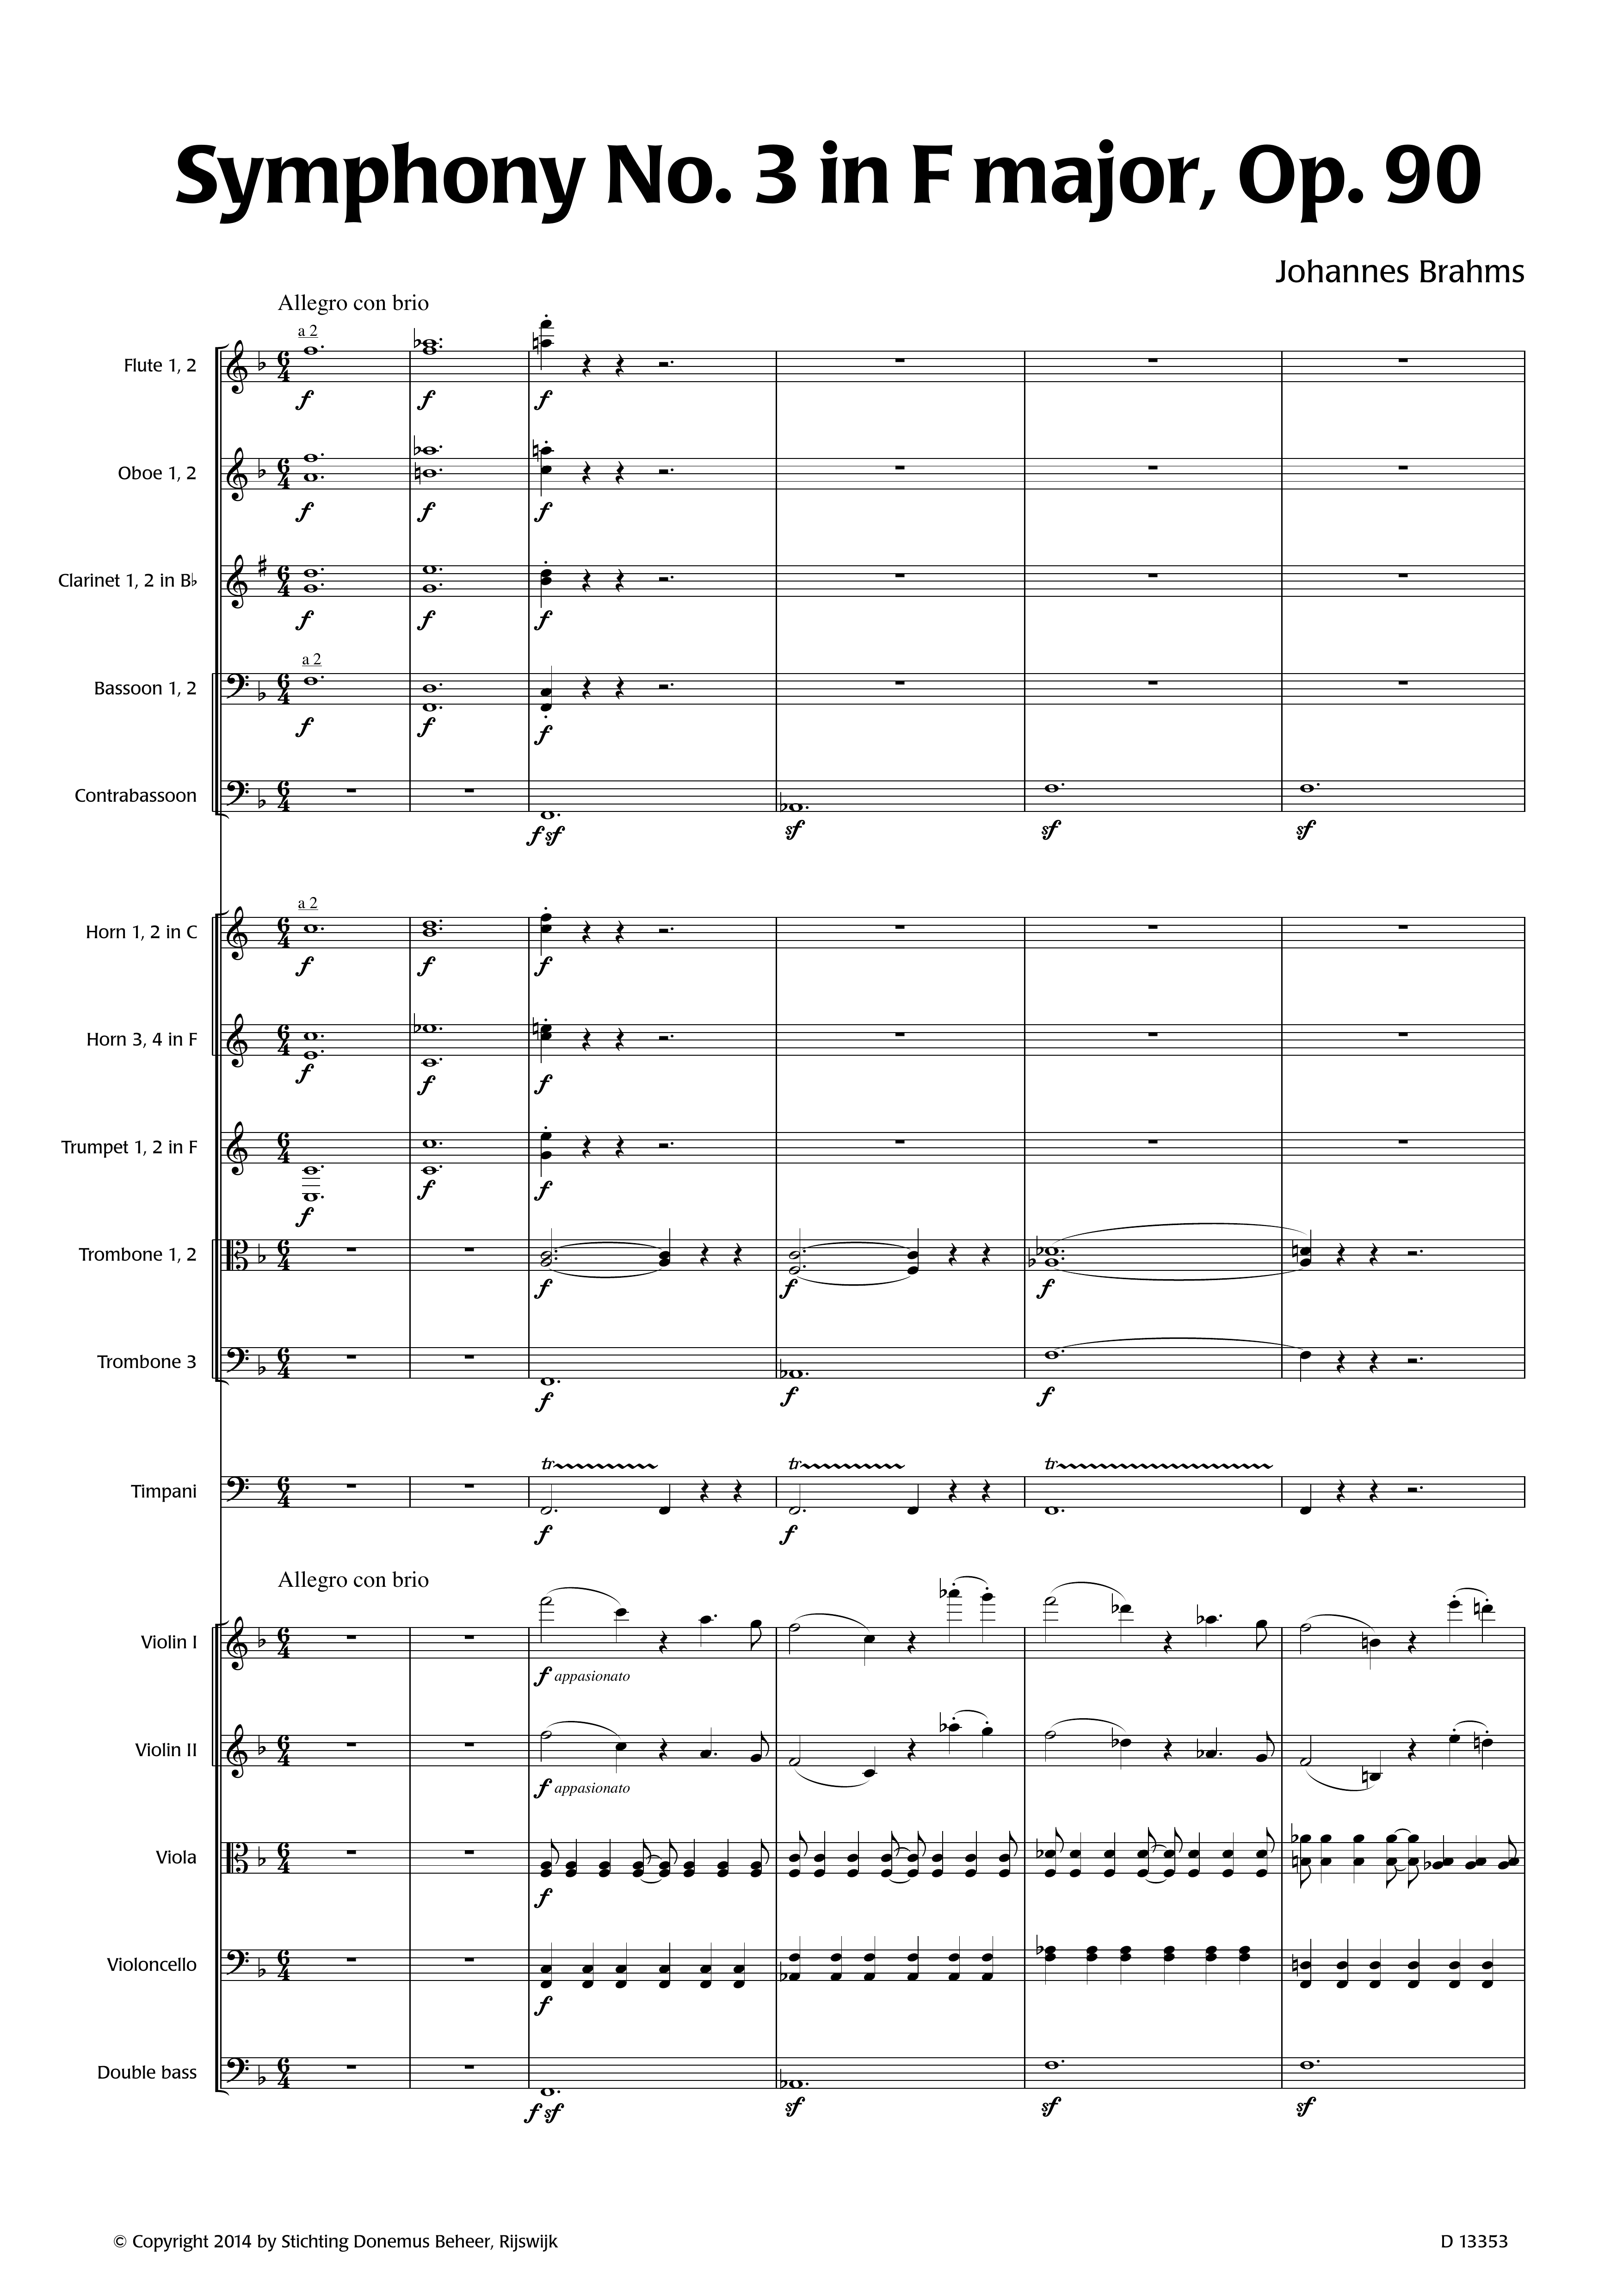 Symphony No. 3 in F major, Op. 90
Johannes Brahms
Allegro con brio
a 2
Flute 1, 2
f f f
Oboe 1, 2
f f f
Clarinet 1, 2 in B♭
f f f
a 2
Bassoon 1, 2
f f f
Contrabassoon
f sf sf sf sf
a 2
Horn 1, 2 in C
f f f
Horn 3, 4 in F
f f f
Trumpet 1, 2 in F
f f f
Trombone 1, 2
f f f
Trombone 3
f f f
tr tr tr
Timpani
f f
Allegro con brio
Violin I
f appasionato
Violin II
f appasionato
Viola
f
Violoncello
f
Double bass
f sf sf sf sf
© Copyright 2014 by Stichting Donemus Beheer, Rijswijk
D 13353